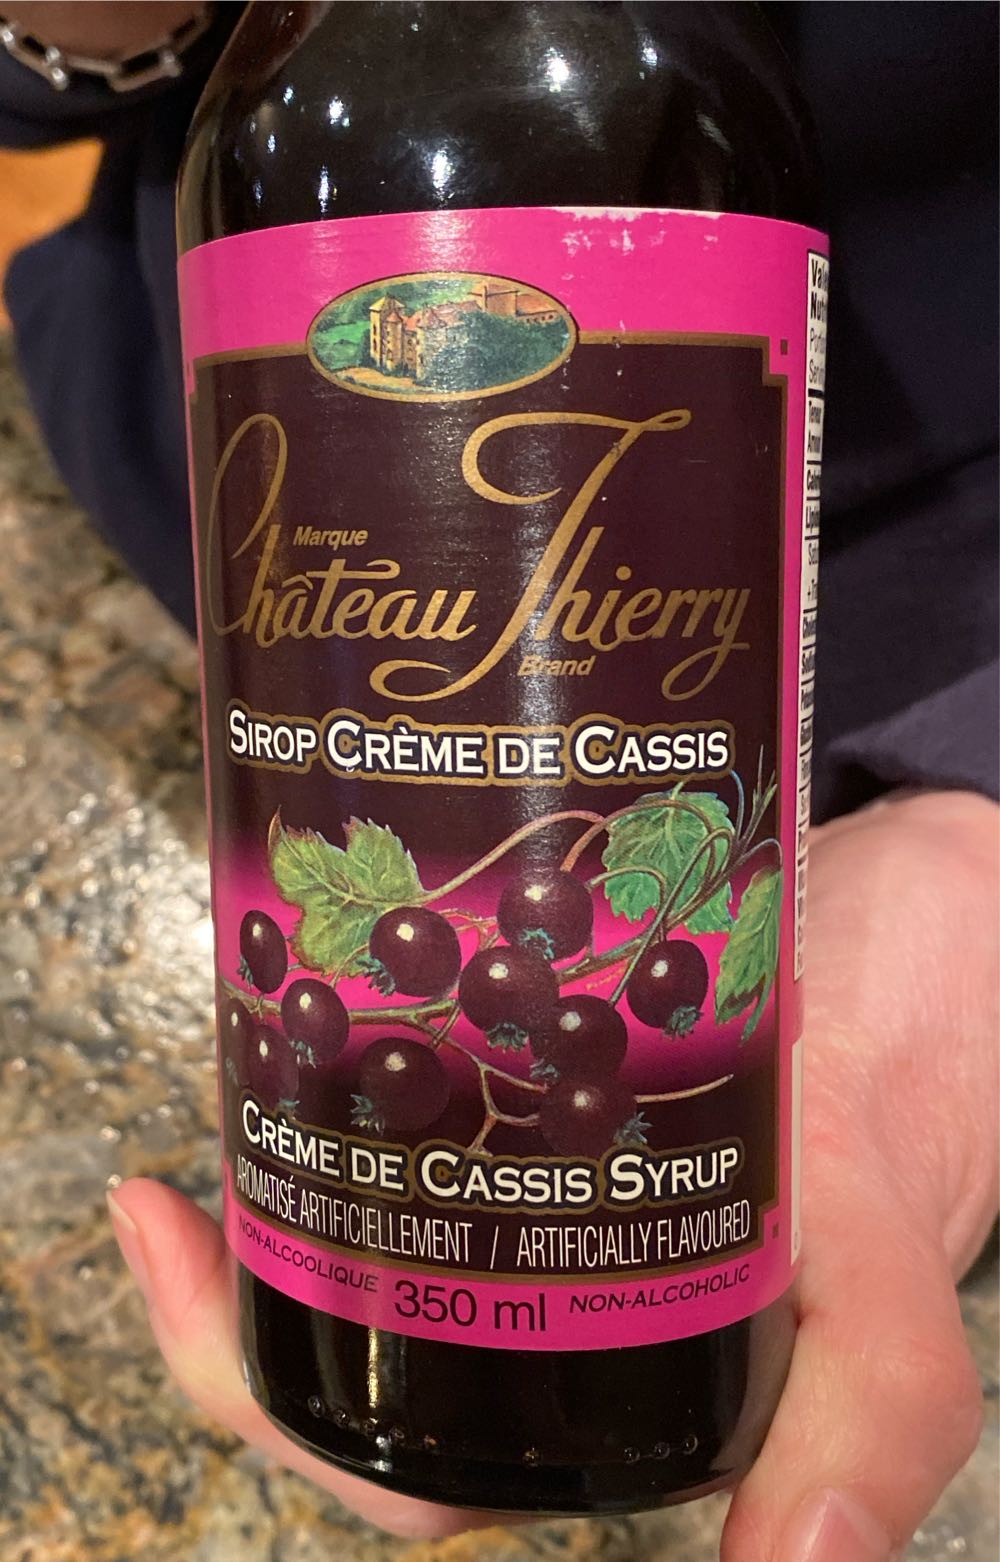 Marque
Château Thierry
Brand
SIROP CRÈME DE CASSIS
CRÈME DE CASSIS SYRUP
AROMATISÉ ARTIFICIELLEMENT / ARTIFICIALLY FLAVOURED
NON-ALCOOLIQUE 350 ml NON-ALCOHOLIC